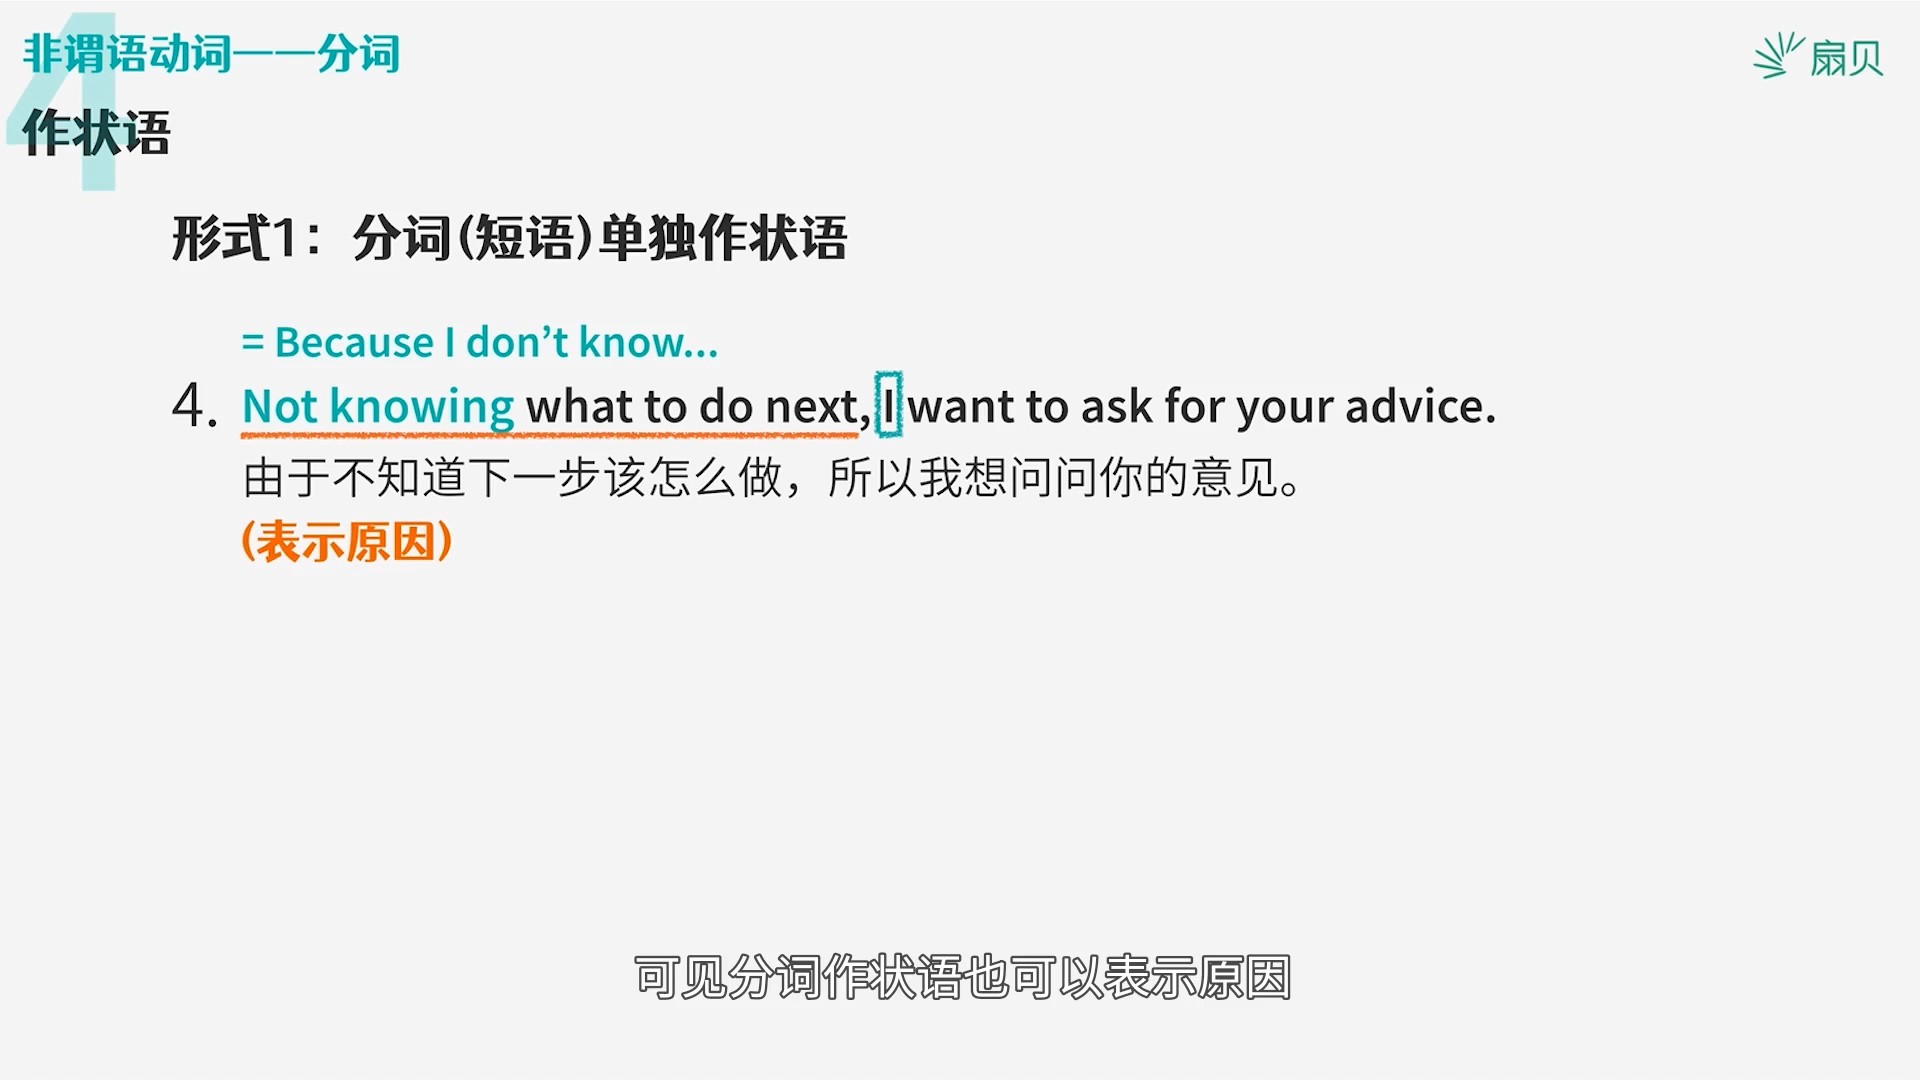 4
非谓语动词——分词
扇贝
作状语
形式1：分词(短语)单独作状语
= Because I don’t know...
4. Not knowing what to do next, I want to ask for your advice.
由于不知道下一步该怎么做，所以我想问问你的意见。
(表示原因)
可见分词作状语也可以表示原因